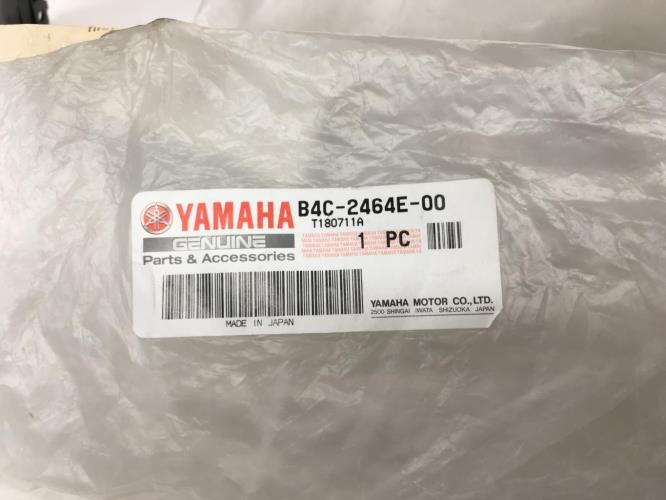 YAMAHA
B4C-2464E-00
T180711A
GENUINE
1 PC
Parts & Accessories
YAMAHA MOTOR CO., LTD.
2500 SHINGAI IWATA SHIZUOKA JAPAN
MADE IN JAPAN